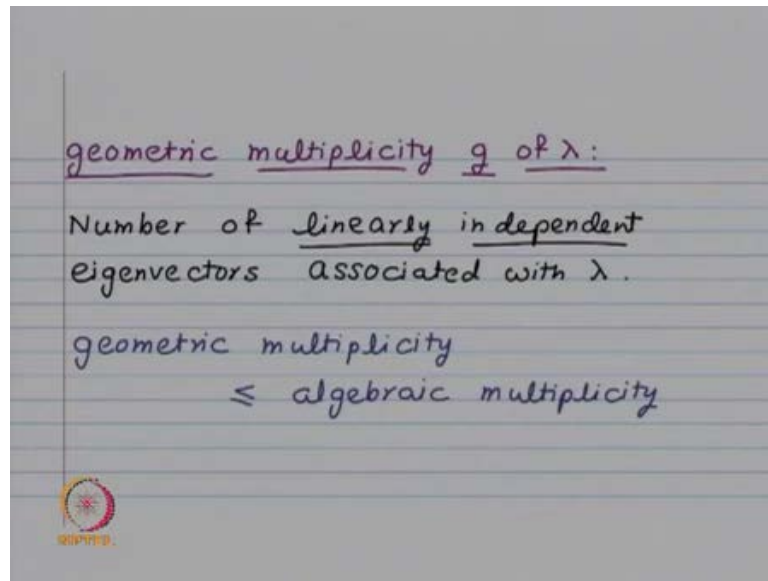 geometric multiplicity g of λ:
Number of linearly independent
eigenvectors associated with λ.
geometric multiplicity
≤ algebraic multiplicity